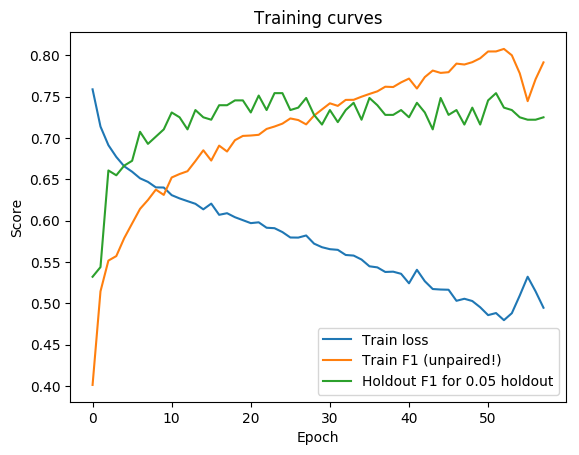 Training curves
Score
0.80
0.75
0.70
0.65
0.60
0.55
0.50
0.45
0.40
Train loss
Train F1 (unpaired!)
Holdout F1 for 0.05 holdout
0 10 20 30 40 50
Epoch